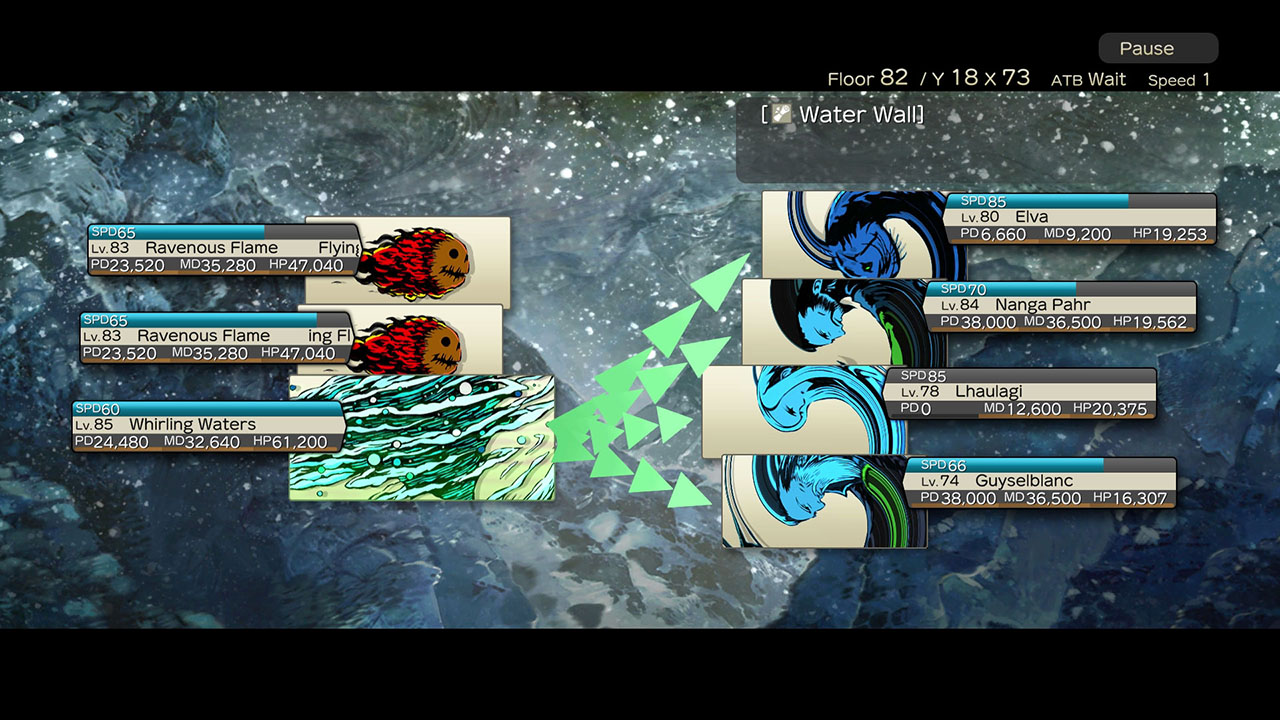 Pause
Floor 82 / Y 18 X 73 ATB Wait Speed 1
[Water Wall]
SPD65
Lv.83 Ravenous Flame Flying
PD23,520 MD35,280 HP47,040
SPD65
Lv.83 Ravenous Flame ing Fl
PD23,520 MD35,280 HP47,040
SPD60
Lv.85 Whirling Waters
PD24,480 MD32,640 HP61,200
SPD85
Lv.80 Elva
PD6,660 MD9,200 HP19,253
SPD70
Lv.84 Nanga Pahr
PD38,000 MD36,500 HP19,562
SPD85
Lv.78 Lhaulagi
PD0 MD12,600 HP20,375
SPD66
Lv.74 Guyselblanc
PD38,000 MD36,500 HP16,307